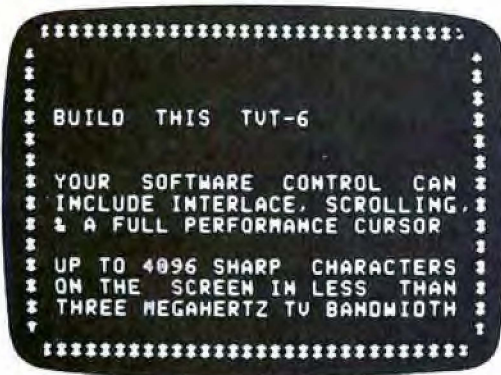 BUILD THIS TVT-6
YOUR SOFTWARE CONTROL CAN
INCLUDE INTERLACE, SCROLLING,
& A FULL PERFORMANCE CURSOR
UP TO 4096 SHARP CHARACTERS
ON THE SCREEN IN LESS THAN
THREE MEGAHERTZ TV BANDWIDTH